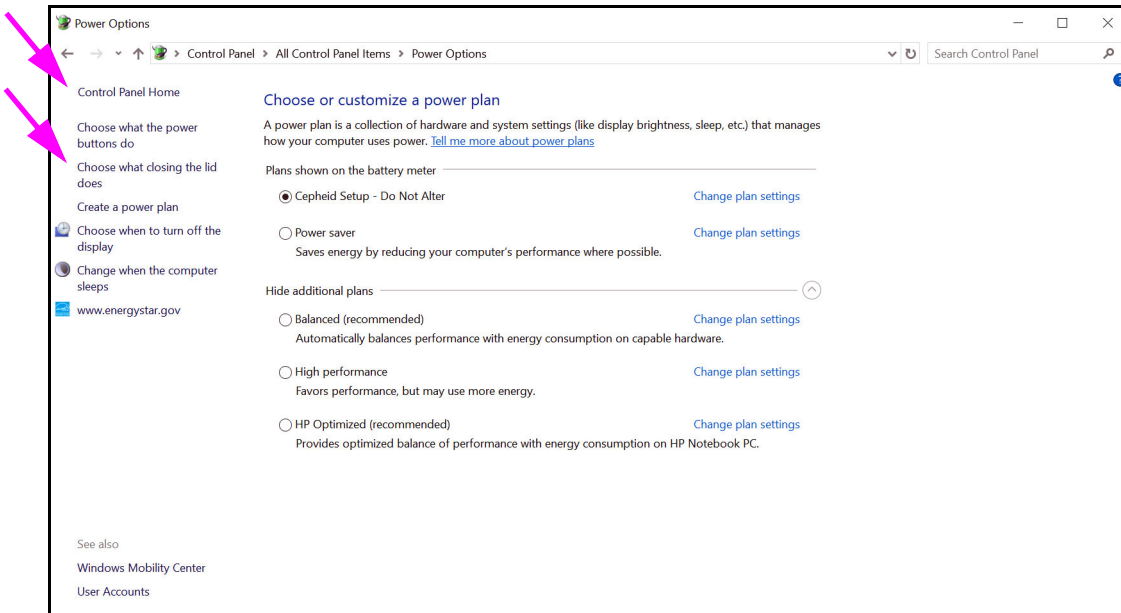 Power Options
Control Panel > All Control Panel Items > Power Options
Search Control Panel
Control Panel Home
Choose what the power
buttons do
Choose what closing the lid
does
Create a power plan
Choose when to turn off the
display
Change when the computer
sleeps
www.energystar.gov
Choose or customize a power plan
A power plan is a collection of hardware and system settings (like display brightness, sleep, etc.) that manages
how your computer uses power. Tell me more about power plans
Plans shown on the battery meter
Cepheid Setup - Do Not Alter Change plan settings
Power saver Change plan settings
Saves energy by reducing your computer's performance where possible.
Hide additional plans
Balanced (recommended) Change plan settings
Automatically balances performance with energy consumption on capable hardware.
High performance Change plan settings
Favors performance, but may use more energy.
HP Optimized (recommended) Change plan settings
Provides optimized balance of performance with energy consumption on HP Notebook PC.
See also
Windows Mobility Center
User Accounts